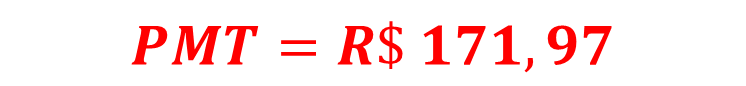 PMT = R$ 171,97